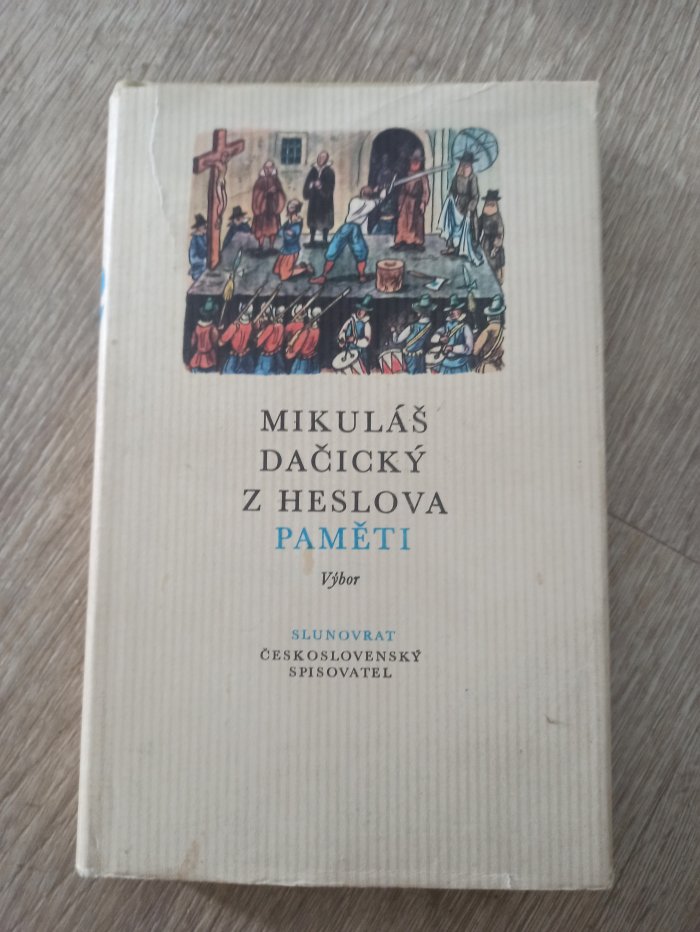 MIKULÁŠ
DAČICKÝ
Z HESLOVA
PAMĚTI
Výbor
SLUNOVRAT
ČESKOSLOVENSKÝ
SPISOVATEL